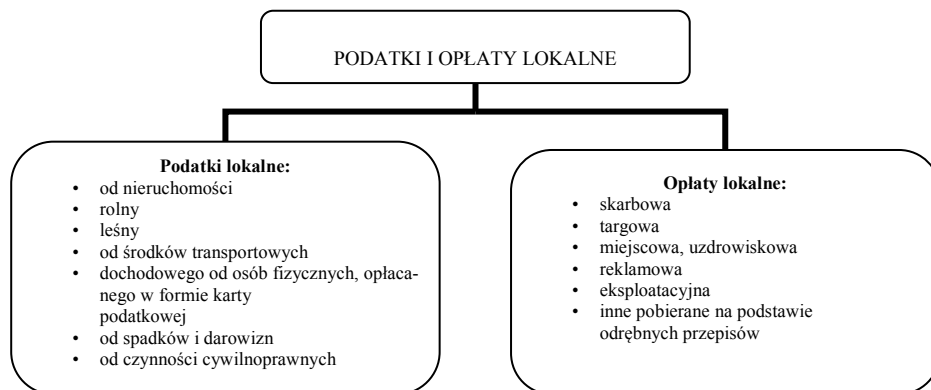 PODATKI I OPŁATY LOKALNE
Podatki lokalne:
• od nieruchomości
• rolny
• leśny
• od środków transportowych
• dochodowego od osób fizycznych, opłaca-
nego w formie karty
podatkowej
• od spadków i darowizn
• od czynności cywilnoprawnych
Opłaty lokalne:
• skarbowa
• targowa
• miejscowa, uzdrowiskowa
• reklamowa
• eksploatacyjna
• inne pobierane na podstawie
odrębnych przepisów